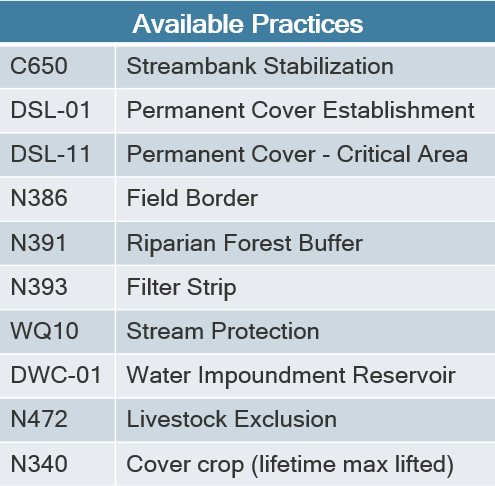 Available Practices
C650 Streambank Stabilization
DSL-01 Permanent Cover Establishment
DSL-11 Permanent Cover - Critical Area
N386 Field Border
N391 Riparian Forest Buffer
N393 Filter Strip
WQ10 Stream Protection
DWC-01 Water Impoundment Reservoir
N472 Livestock Exclusion
N340 Cover crop (lifetime max lifted)